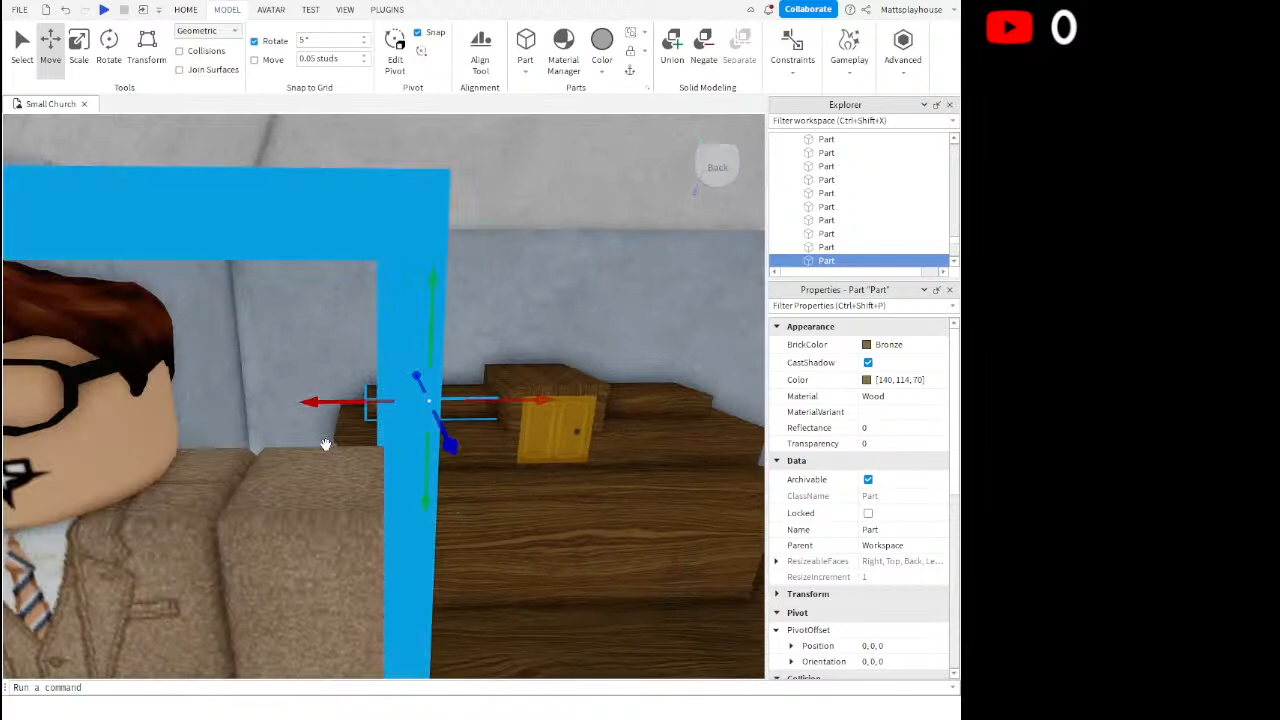 FILE
HOME
MODEL
AVATAR
TEST
VIEW
PLUGINS
Collaborate
Mattsplayhouse
0
Select
Move
Scale
Rotate
Transform
Geometric
Collisions
Join Surfaces
Tools
Rotate
5 °
Move
0.05 studs
Snap to Grid
Edit
Pivot
Snap
Pivot
Align
Tool
Alignment
Part
Material
Manager
Color
Parts
Union
Negate
Separate
Solid Modeling
Constraints
Gameplay
Advanced
Small Church
Back
Explorer
Filter workspace (Ctrl+Shift+X)
Part
Part
Part
Part
Part
Part
Part
Part
Part
Part
Properties - Part "Part"
Filter Properties (Ctrl+Shift+P)
Appearance
BrickColor
Bronze
CastShadow
Color
[140, 114, 70]
Material
Wood
MaterialVariant
Reflectance
0
Transparency
0
Data
Archivable
ClassName
Part
Locked
Name
Part
Parent
Workspace
ResizeableFaces
Right, Top, Back, Le...
ResizeIncrement
1
Transform
Pivot
PivotOffset
Position
0, 0, 0
Orientation
0, 0, 0
Collision
Run a command